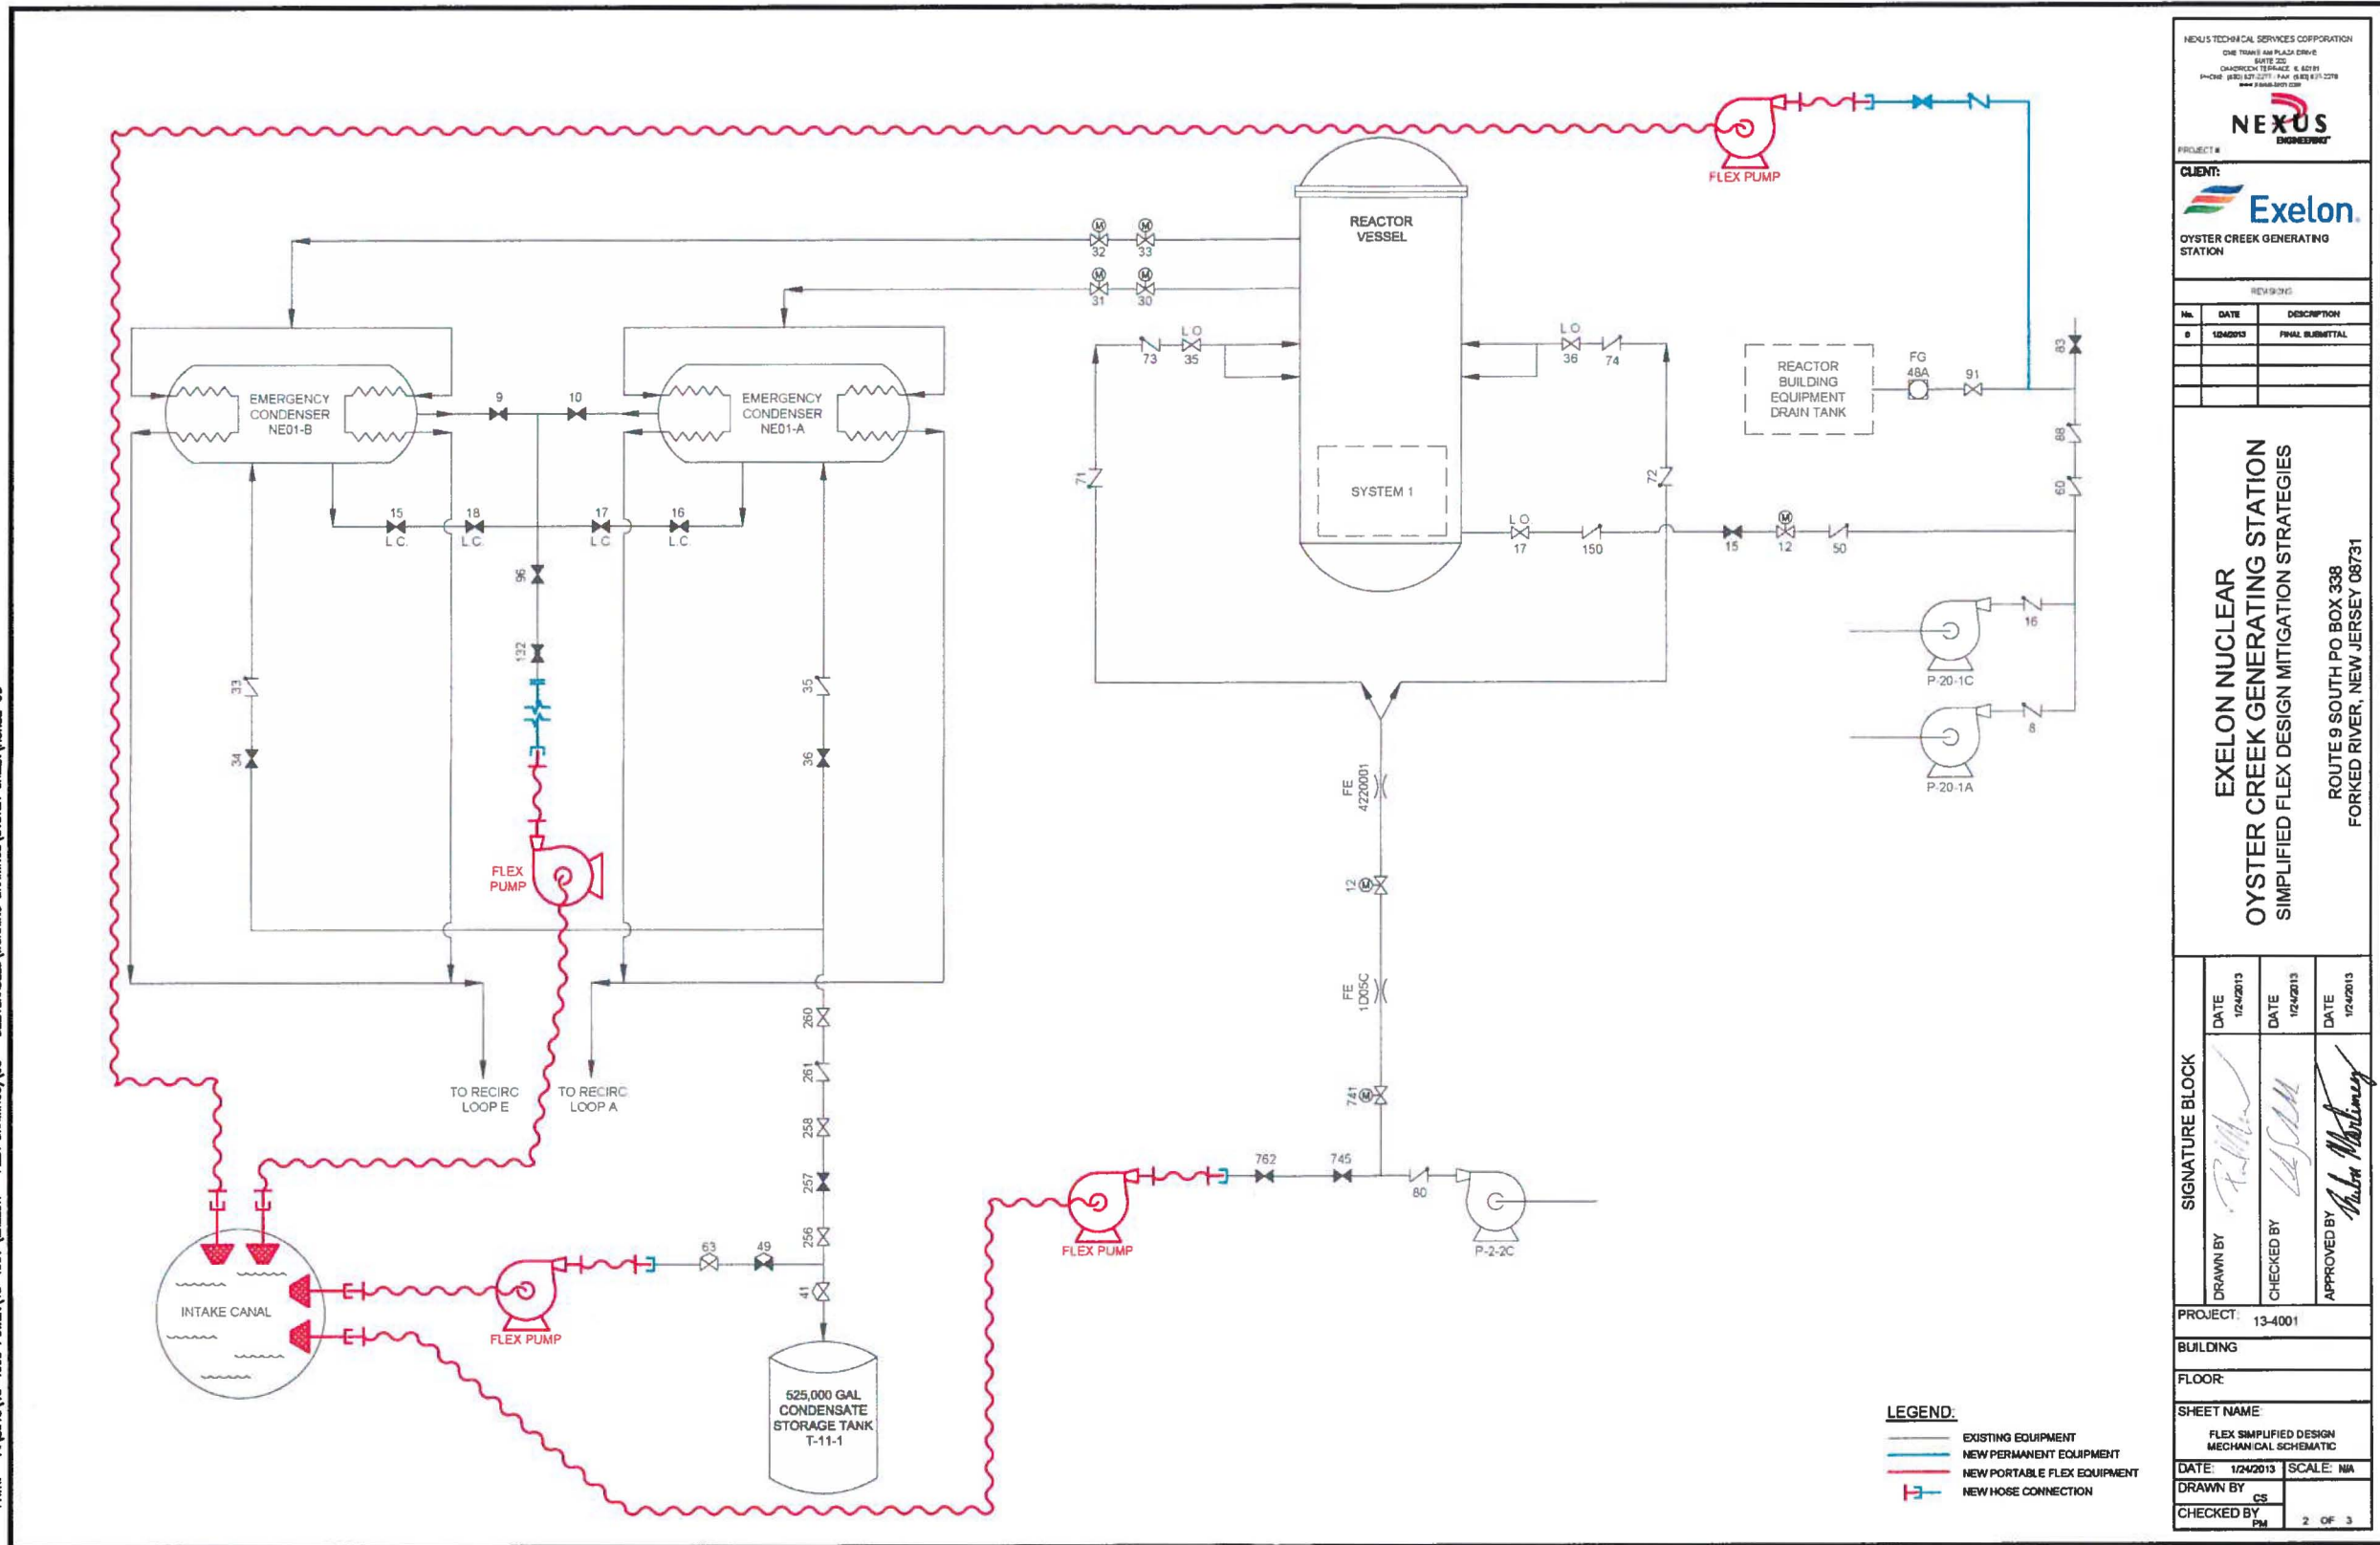 FLEX PUMP
REACTOR
VESSEL
M
M
32
33
M
M
31
30
73
L O
35
L O
36
74
SYSTEM 1
71
72
L O
17
150
15
M
12
50
REACTOR
BUILDING
EQUIPMENT
DRAIN TANK
FG
48A
91
83
88
60
16
P-20-1C
8
P-20-1A
EMERGENCY
CONDENSER
NE01-B
9
10
EMERGENCY
CONDENSER
NE01-A
15
L.C.
18
L.C.
17
L.C.
16
L.C.
96
132
33
34
35
36
FLEX
PUMP
TO RECIRC
LOOP E
TO RECIRC
LOOP A
260
261
258
257
256
63
49
41
FLEX PUMP
INTAKE CANAL
525,000 GAL
CONDENSATE
STORAGE TANK
T-11-1
FE
4220001
12
M
FE
1D05C
741
M
762
745
80
P-2-2C
FLEX PUMP
LEGEND:
EXISTING EQUIPMENT
NEW PERMANENT EQUIPMENT
NEW PORTABLE FLEX EQUIPMENT
NEW HOSE CONNECTION
NEXUS TECHNICAL SERVICES CORPORATION
NEXUS
ENGINEERING
PROJECT #
CLIENT:
Exelon.
OYSTER CREEK GENERATING
STATION
REVISIONS
No. DATE DESCRIPTION
0 1/24/2013 FINAL SUBMITTAL
EXELON NUCLEAR
OYSTER CREEK GENERATING STATION
SIMPLIFIED FLEX DESIGN MITIGATION STRATEGIES
ROUTE 9 SOUTH PO BOX 338
FORKED RIVER, NEW JERSEY 08731
SIGNATURE BLOCK
DRAWN BY DATE 1/24/2013
CHECKED BY DATE 1/24/2013
APPROVED BY DATE 1/24/2013
PROJECT: 13-4001
BUILDING
FLOOR:
SHEET NAME
FLEX SIMPLIFIED DESIGN
MECHANICAL SCHEMATIC
DATE: 1/24/2013 SCALE: N/A
DRAWN BY CS
CHECKED BY PM
2 OF 3